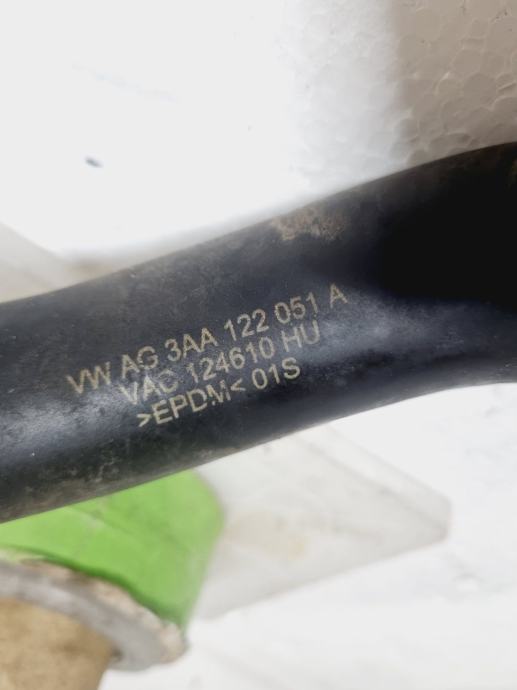 VW AG 3AA 122 051 A
VAC 124610 HU
>EPDM< 01S